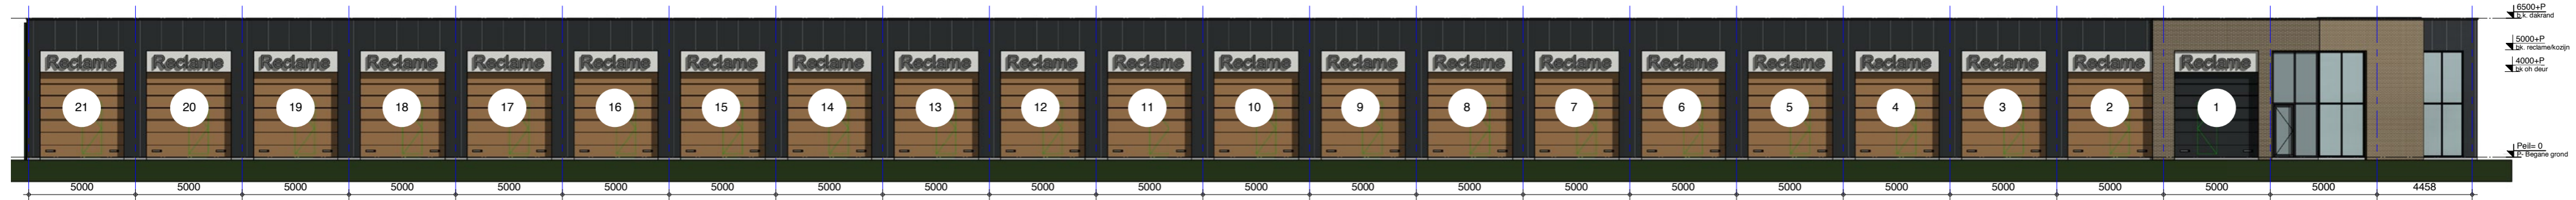 6500+P
b.k. dakrand
5000+P
bk. reclame/kozijn
4000+P
bk oh deur
Reclame Reclame Reclame Reclame Reclame Reclame Reclame Reclame Reclame Reclame Reclame Reclame Reclame Reclame Reclame Reclame Reclame Reclame Reclame Reclame Reclame
21 20 19 18 17 16 15 14 13 12 11 10 9 8 7 6 5 4 3 2 1
Peil= 0
P- Begane grond
5000 5000 5000 5000 5000 5000 5000 5000 5000 5000 5000 5000 5000 5000 5000 5000 5000 5000 5000 5000 5000 5000 4458